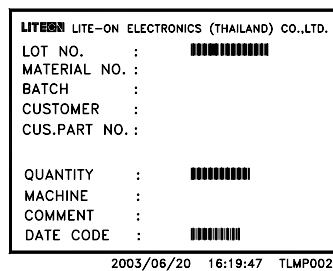 LITEON LITE-ON ELECTRONICS (THAILAND) CO.,LTD.
LOT NO. :
MATERIAL NO. :
BATCH :
CUSTOMER :
CUS.PART NO. :
QUANTITY :
MACHINE :
COMMENT :
DATE CODE :
2003/06/20 16:19:47 TLMP002